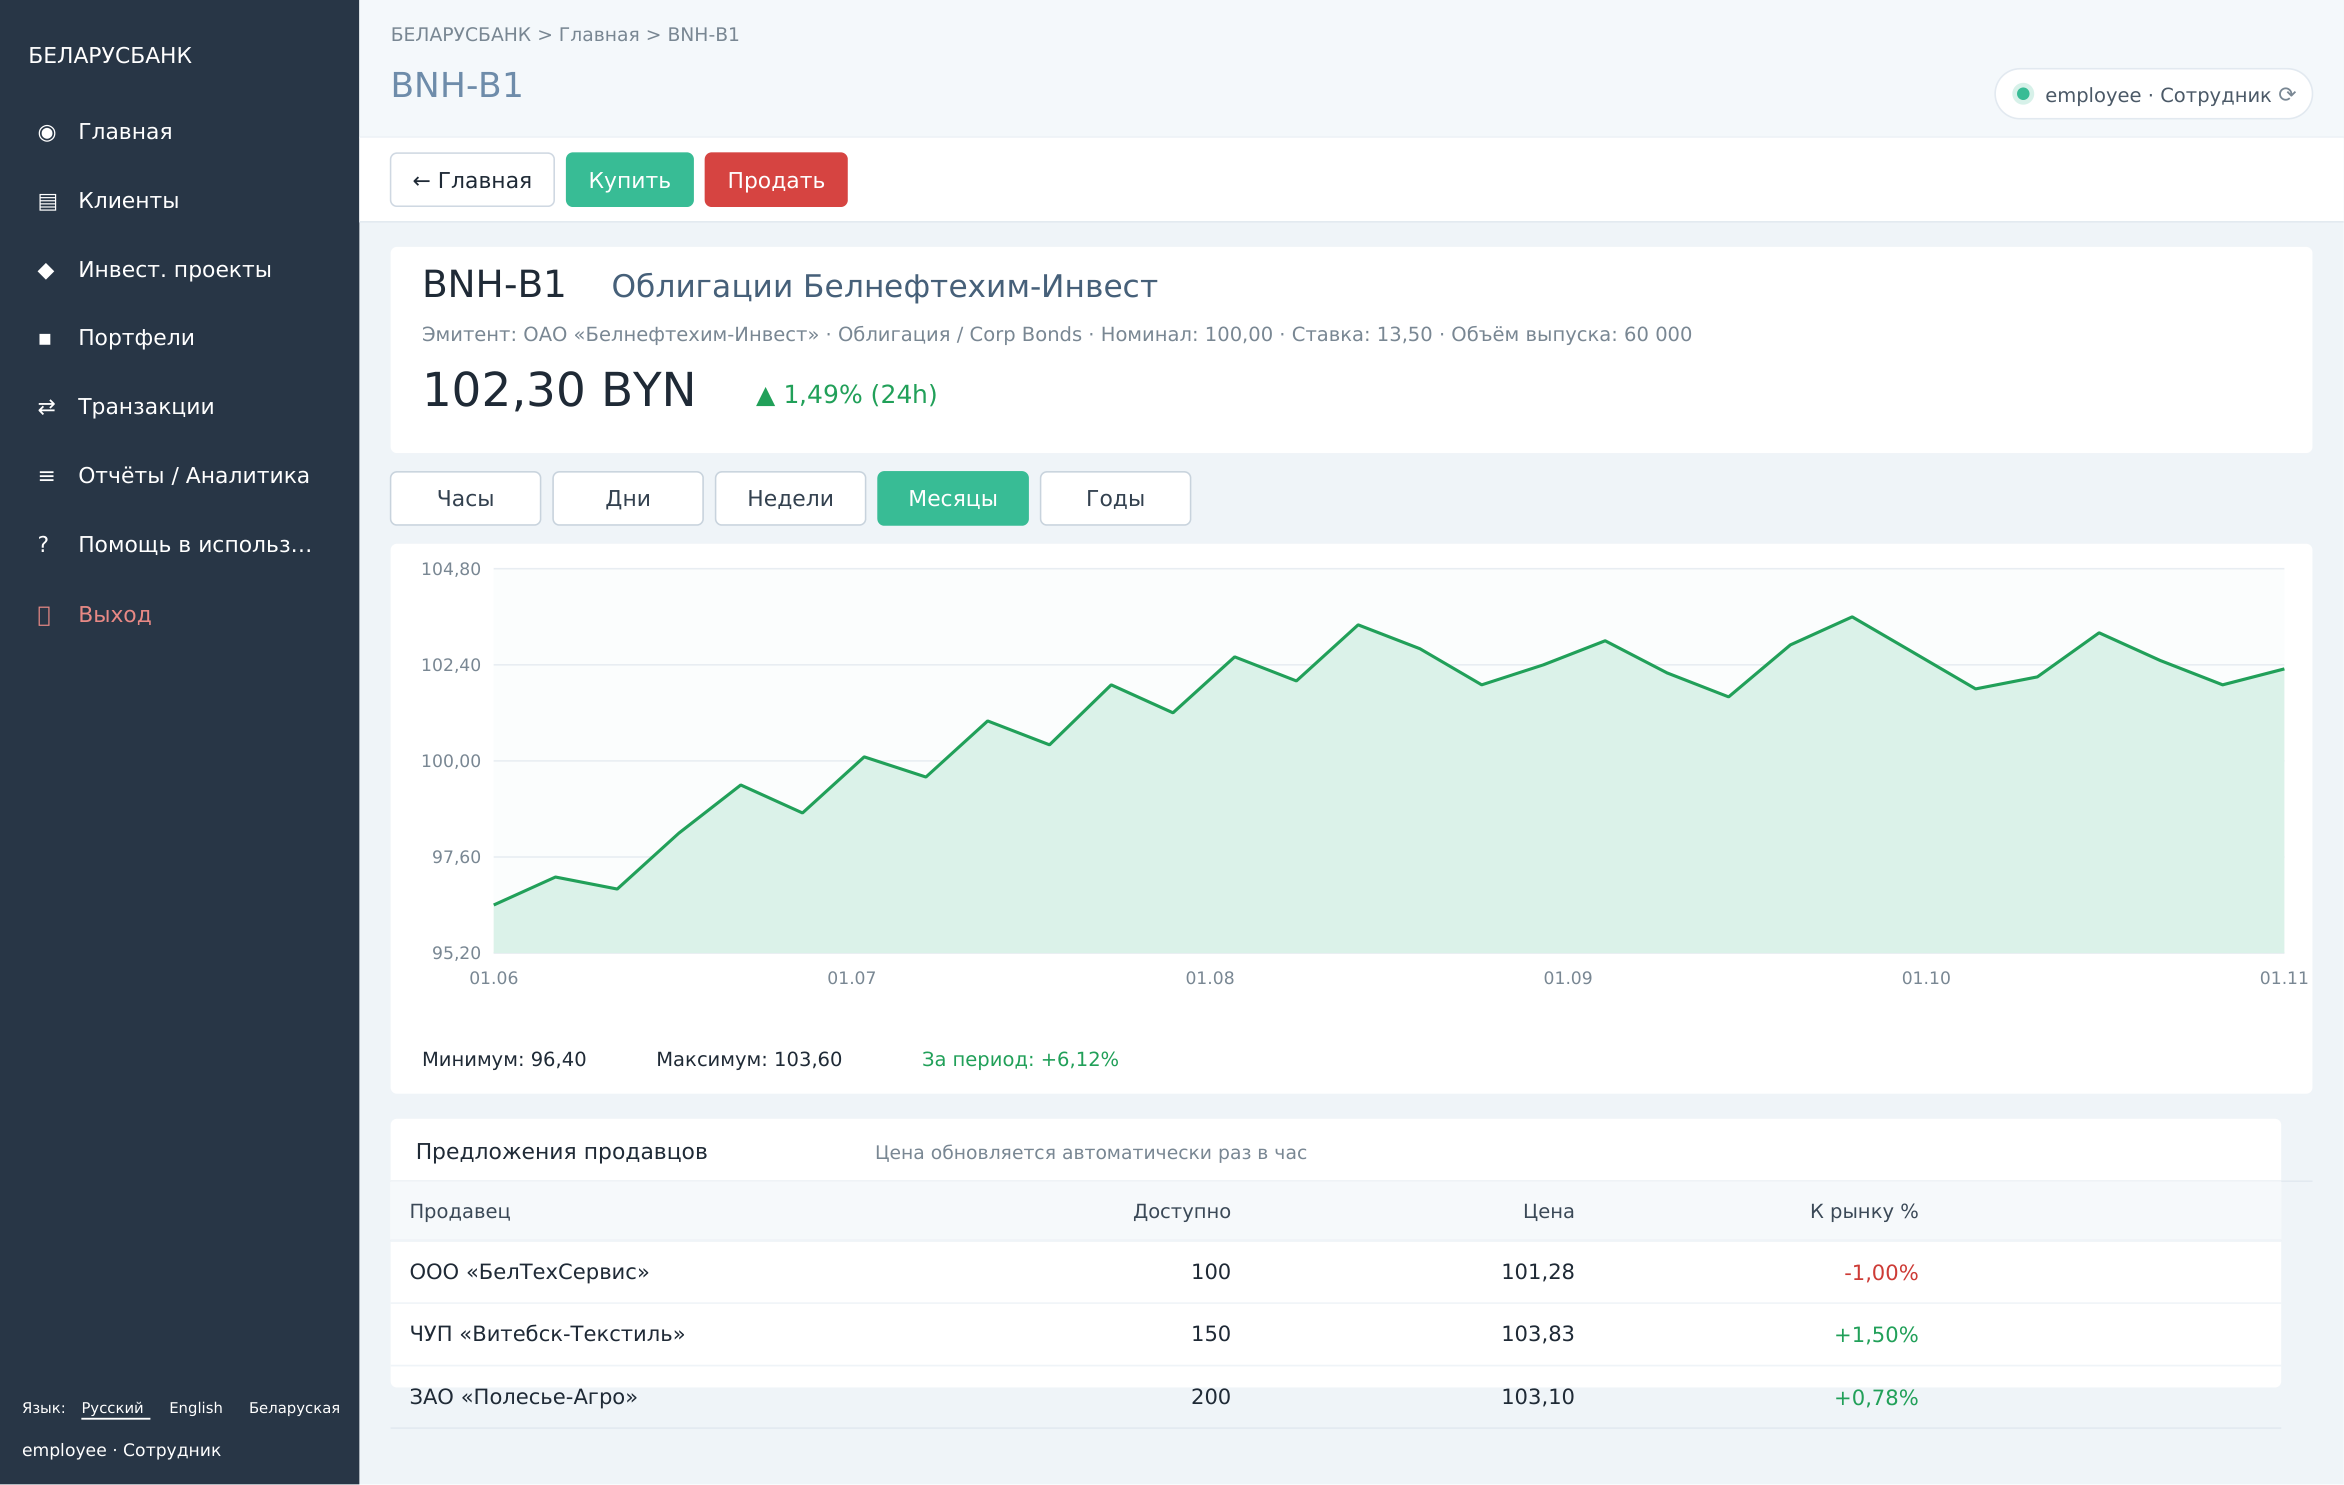 БЕЛАРУСБАНК
◉ Главная
▤ Клиенты
◆ Инвест. проекты
■ Портфели
⇄ Транзакции
≡ Отчёты / Аналитика
? Помощь в использ…
Выход
Язык: Русский English Беларуская
employee · Сотрудник
БЕЛАРУСБАНК > Главная > BNH-B1
BNH-B1
employee · Сотрудник ⟳
← Главная Купить Продать
BNH-B1 Облигации Белнефтехим-Инвест
Эмитент: ОАО «Белнефтехим-Инвест» · Облигация / Corp Bonds · Номинал: 100,00 · Ставка: 13,50 · Объём выпуска: 60 000
102,30 BYN ▲ 1,49% (24h)
Часы Дни Недели Месяцы Годы
104,80
102,40
100,00
97,60
95,20
01.06 01.07 01.08 01.09 01.10 01.11
Минимум: 96,40 Максимум: 103,60 За период: +6,12%
Предложения продавцов Цена обновляется автоматически раз в час
Продавец Доступно Цена К рынку %
ООО «БелТехСервис» 100 101,28 -1,00%
ЧУП «Витебск-Текстиль» 150 103,83 +1,50%
ЗАО «Полесье-Агро» 200 103,10 +0,78%